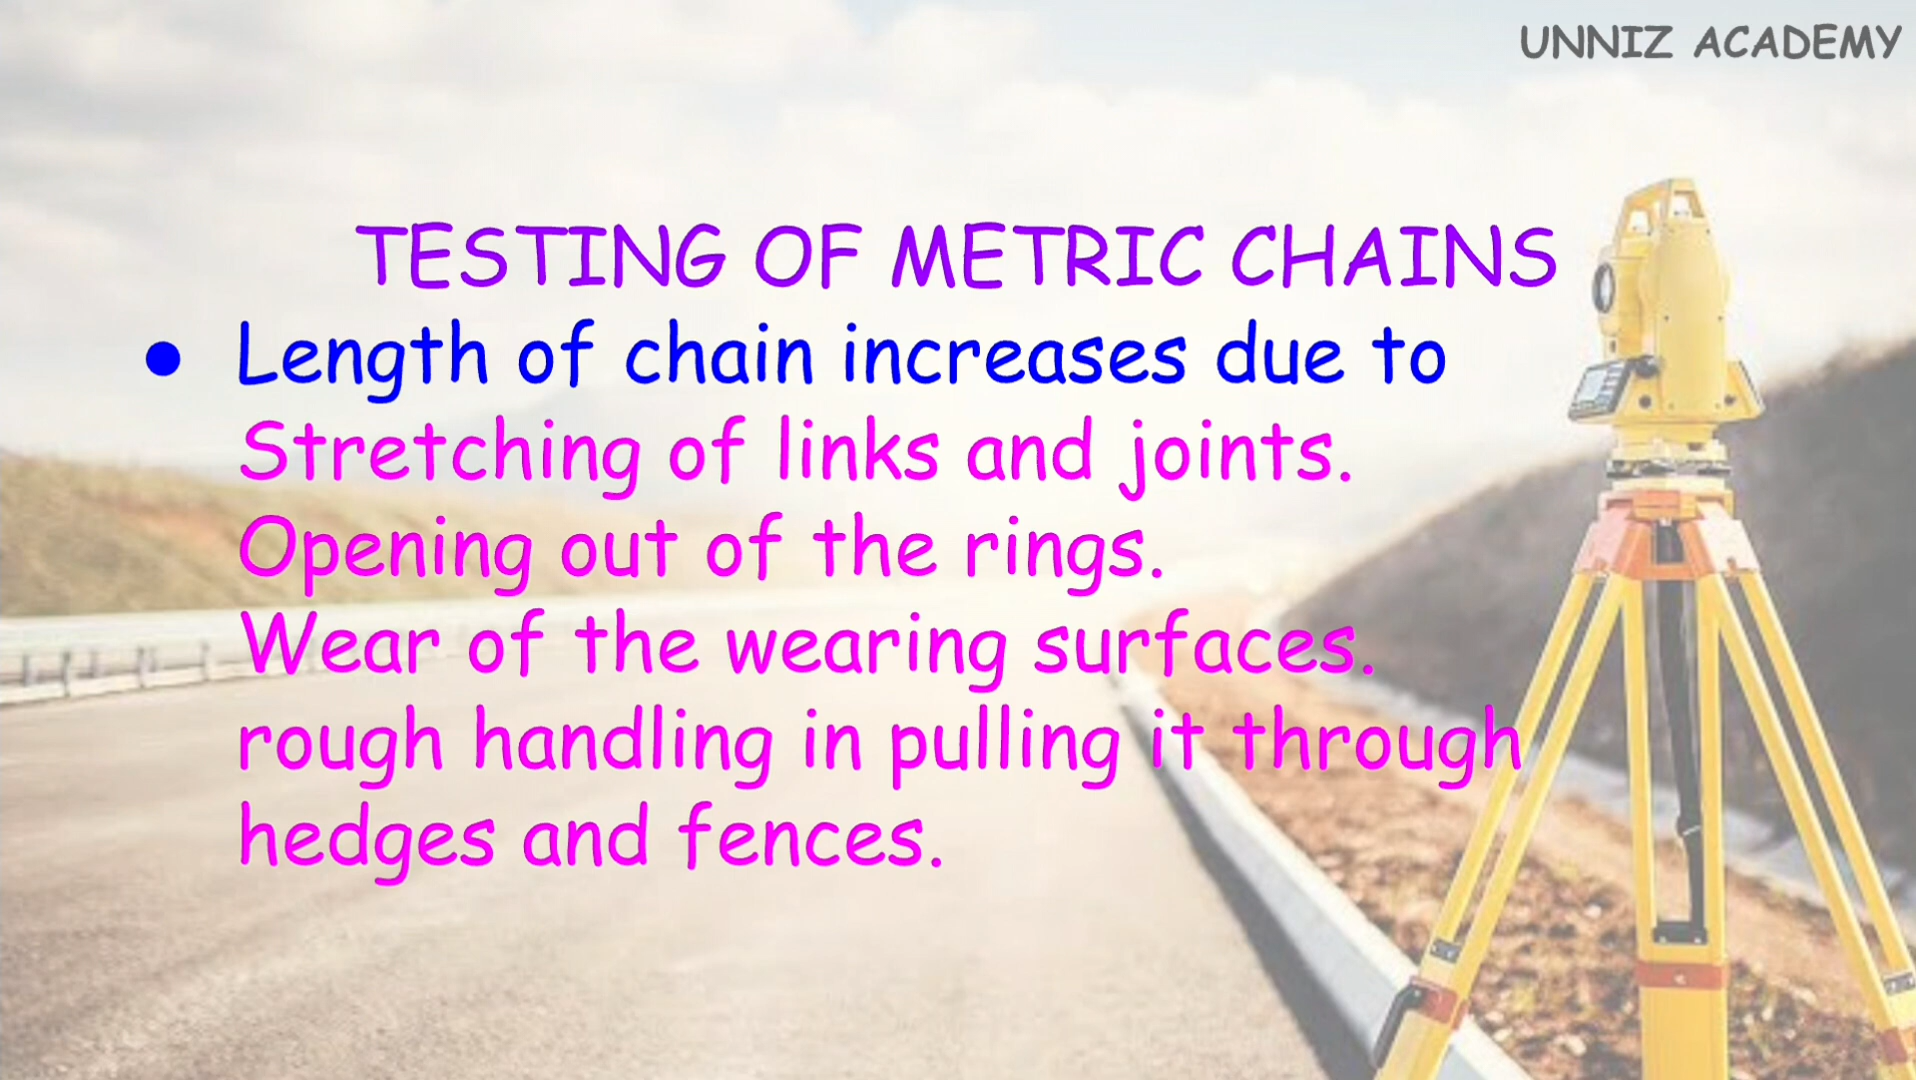 UNNIZ ACADEMY
TESTING OF METRIC CHAINS
● Length of chain increases due to
Stretching of links and joints.
Opening out of the rings.
Wear of the wearing surfaces.
rough handling in pulling it through
hedges and fences.